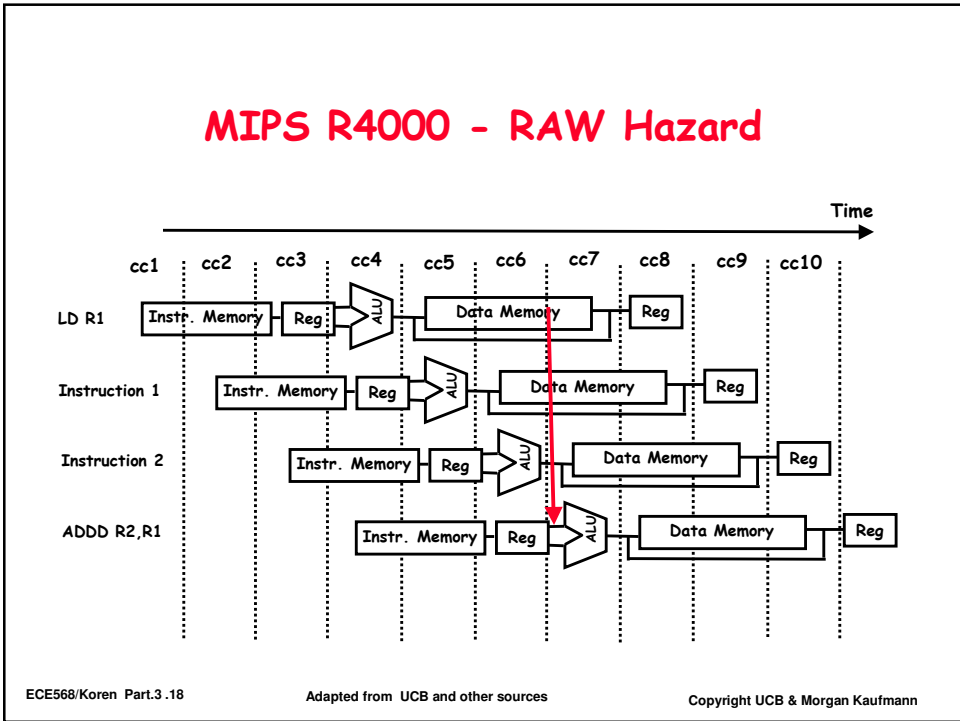 MIPS R4000 - RAW Hazard
Time
cc1 cc2 cc3 cc4 cc5 cc6 cc7 cc8 cc9 cc10
LD R1 Instr. Memory Reg ALU Data Memory Reg
Instruction 1 Instr. Memory Reg ALU Data Memory Reg
Instruction 2 Instr. Memory Reg ALU Data Memory Reg
ADDD R2,R1 Instr. Memory Reg ALU Data Memory Reg
ECE568/Koren Part.3 .18 Adapted from UCB and other sources Copyright UCB & Morgan Kaufmann